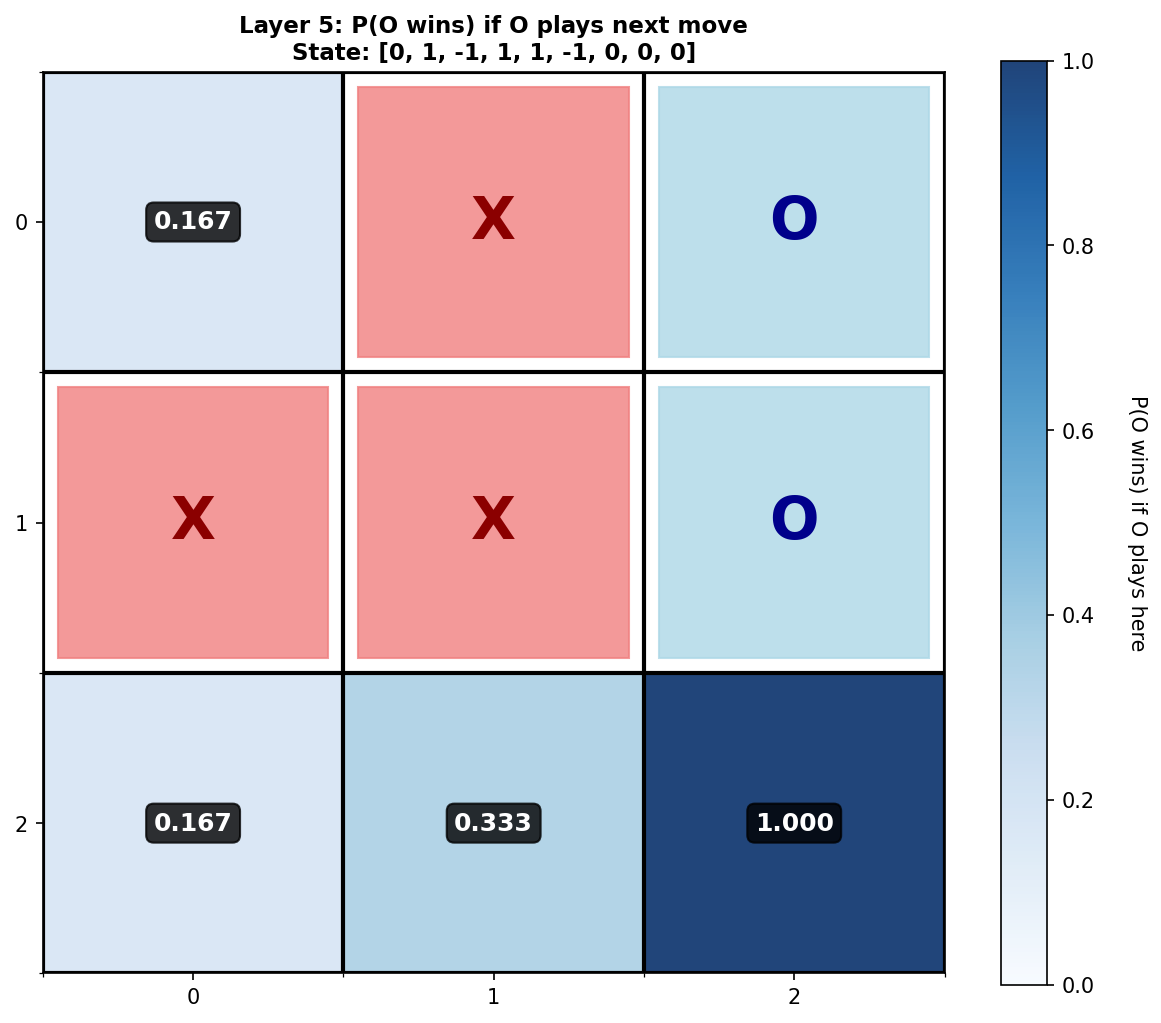 Layer 5: P(O wins) if O plays next move
State: [0, 1, -1, 1, 1, -1, 0, 0, 0]
0
0.167
X
O
1
X
X
O
2
0.167
0.333
1.000
0
1
2
1.0
0.8
0.6
0.4
0.2
0.0
P(O wins) if O plays here